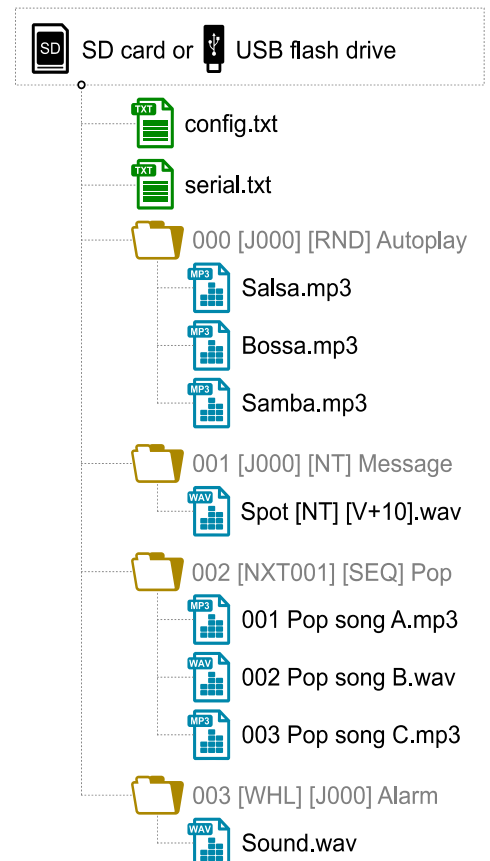 SD SD card or USB flash drive
TXT config.txt
TXT serial.txt
000 [J000] [RND] Autoplay
MP3 Salsa.mp3
MP3 Bossa.mp3
MP3 Samba.mp3
001 [J000] [NT] Message
WAV Spot [NT] [V+10].wav
002 [NXT001] [SEQ] Pop
MP3 001 Pop song A.mp3
WAV 002 Pop song B.wav
MP3 003 Pop song C.mp3
003 [WHL] [J000] Alarm
WAV Sound.wav